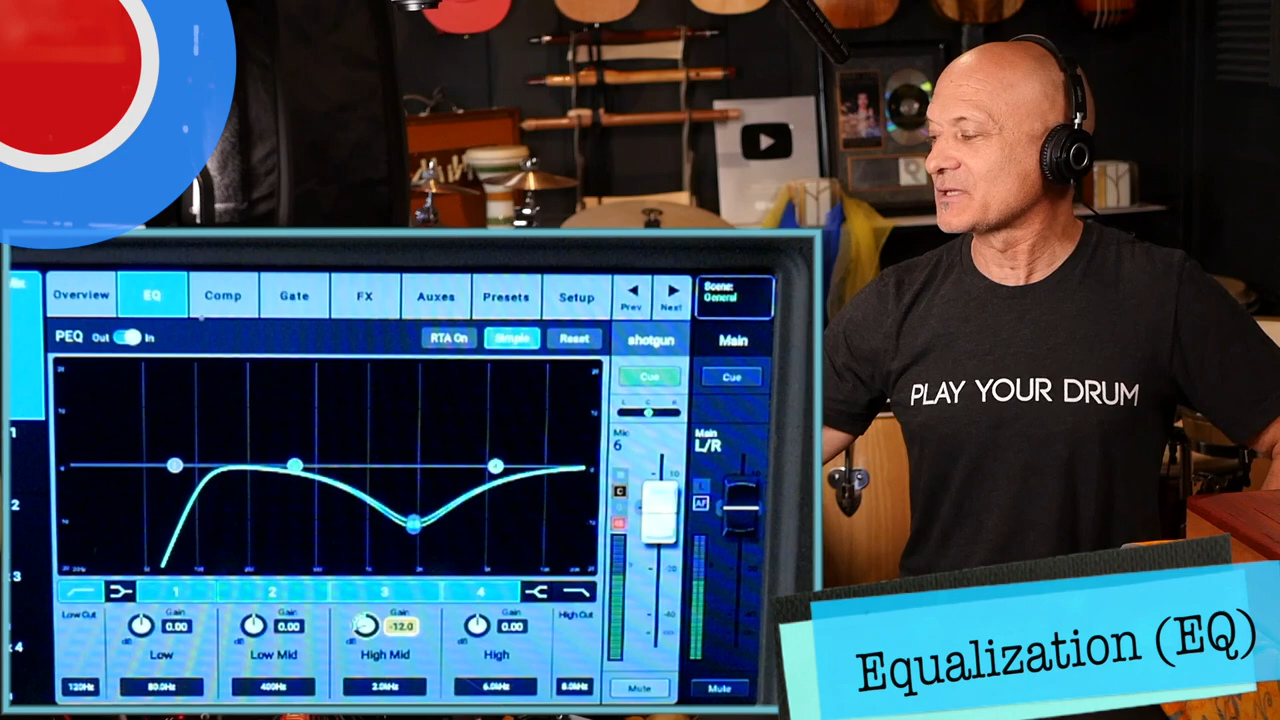 Overview EQ Comp Gate FX Auxes Presets Setup Prev Next Scene: General
PEQ Out In RTA On Simple Reset shotgun Main
Cue Cue
L C R
Mic 6
Main L/R
C
AF
1 2 3 4
Low Cut Gain 0.00 Gain 0.00 Gain -12.0 Gain 0.00 High Cut
Low Low Mid High Mid High
120Hz 80.0Hz 400Hz 2.0kHz 6.0kHz 8.0kHz
Mute Mute
PLAY YOUR DRUM
Equalization (EQ)